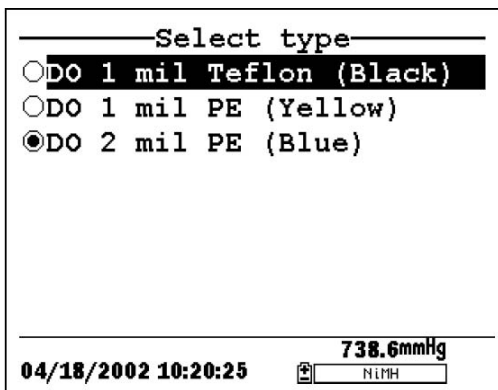 Select type
DO 1 mil Teflon (Black)
DO 1 mil PE (Yellow)
DO 2 mil PE (Blue)
738.6mmHg
04/18/2002 10:20:25 NiMH